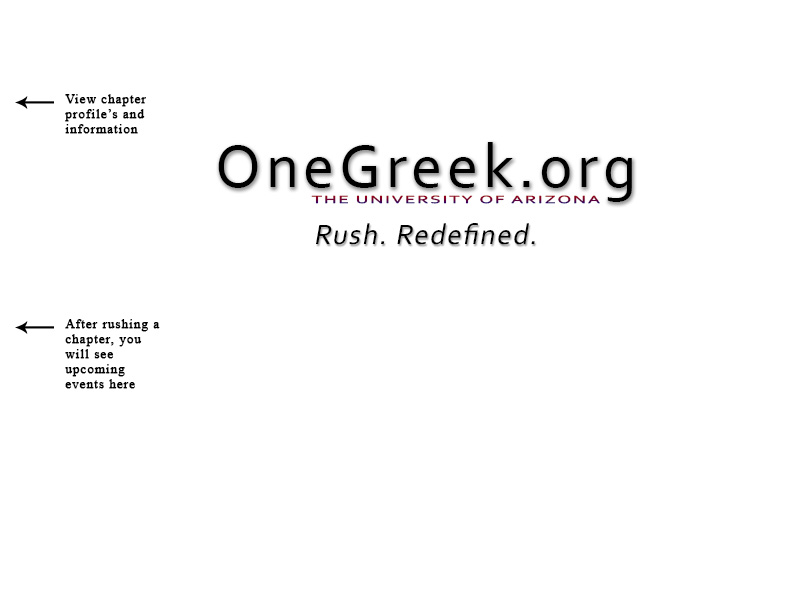 View chapter
profile's and
information
OneGreek.org
THE UNIVERSITY OF ARIZONA
Rush. Redefined.
After rushing a
chapter, you
will see
upcoming
events here